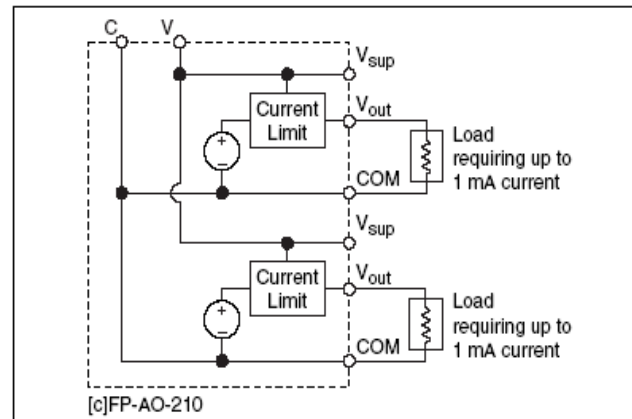 C V
Vsup
Current
Limit
Vout
+
-
Load
requiring up to
1 mA current
COM
Vsup
Current
Limit
Vout
+
-
Load
requiring up to
1 mA current
COM
[c]FP-AO-210